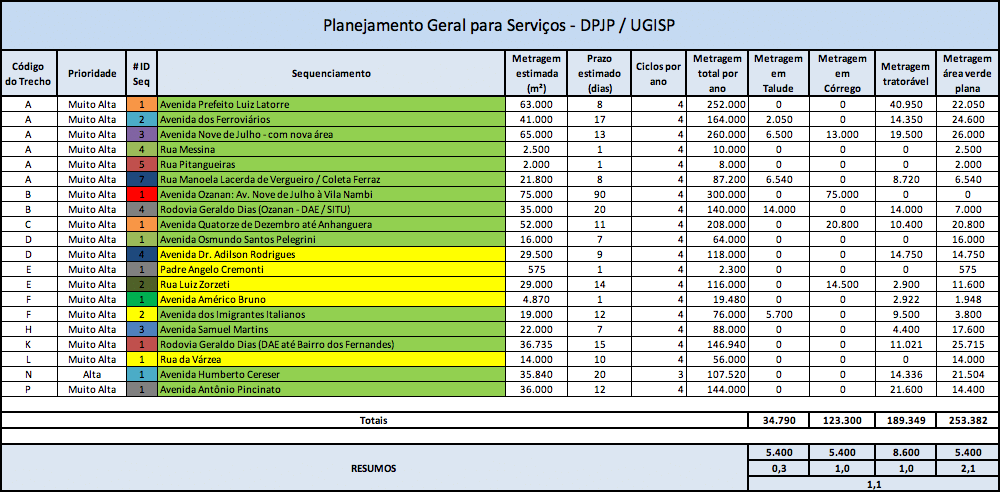 Planejamento Geral para Serviços - DPJP / UGISP
Código do Trecho Prioridade # ID Seq Sequenciamento Metragem estimada (m²) Prazo estimado (dias) Ciclos por ano Metragem total por ano Metragem em Talude Metragem em Córrego Metragem tratorável Metragem área verde plana
A Muito Alta 1 Avenida Prefeito Luiz Latorre 63.000 8 4 252.000 0 0 40.950 22.050
A Muito Alta 2 Avenida dos Ferroviários 41.000 17 4 164.000 2.050 0 14.350 24.600
A Muito Alta 3 Avenida Nove de Julho - com nova área 65.000 13 4 260.000 6.500 13.000 19.500 26.000
A Muito Alta 4 Rua Messina 2.500 1 4 10.000 0 0 0 2.500
A Muito Alta 5 Rua Pitangueiras 2.000 1 4 8.000 0 0 0 2.000
A Muito Alta 7 Rua Manoela Lacerda de Vergueiro / Coleta Ferraz 21.800 8 4 87.200 6.540 0 8.720 6.540
B Muito Alta 1 Avenida Ozanan: Av. Nove de Julho à Vila Nambi 75.000 90 4 300.000 0 75.000 0 0
B Muito Alta 4 Rodovia Geraldo Dias (Ozanan - DAE / SITU) 35.000 20 4 140.000 14.000 0 14.000 7.000
C Muito Alta 1 Avenida Quatorze de Dezembro até Anhanguera 52.000 11 4 208.000 0 20.800 10.400 20.800
D Muito Alta 1 Avenida Osmundo Santos Pelegrini 16.000 7 4 64.000 0 0 0 16.000
D Muito Alta 4 Avenida Dr. Adilson Rodrigues 29.500 9 4 118.000 0 0 14.750 14.750
E Muito Alta 1 Padre Angelo Cremonti 575 1 4 2.300 0 0 0 575
E Muito Alta 2 Rua Luiz Zorzeti 29.000 14 4 116.000 0 14.500 2.900 11.600
F Muito Alta 1 Avenida Américo Bruno 4.870 1 4 19.480 0 0 2.922 1.948
F Muito Alta 2 Avenida dos Imigrantes Italianos 19.000 12 4 76.000 5.700 0 9.500 3.800
H Muito Alta 3 Avenida Samuel Martins 22.000 7 4 88.000 0 0 4.400 17.600
K Muito Alta 1 Rodovia Geraldo Dias (DAE até Bairro dos Fernandes) 36.735 15 4 146.940 0 0 11.021 25.715
L Muito Alta 1 Rua da Várzea 14.000 10 4 56.000 0 0 0 14.000
N Alta 1 Avenida Humberto Cereser 35.840 20 3 107.520 0 0 14.336 21.504
P Muito Alta 1 Avenida Antônio Pincinato 36.000 12 4 144.000 0 0 21.600 14.400
Totais 34.790 123.300 189.349 253.382
RESUMOS 5.400 5.400 8.600 5.400
0,3 1,0 1,0 2,1
1,1